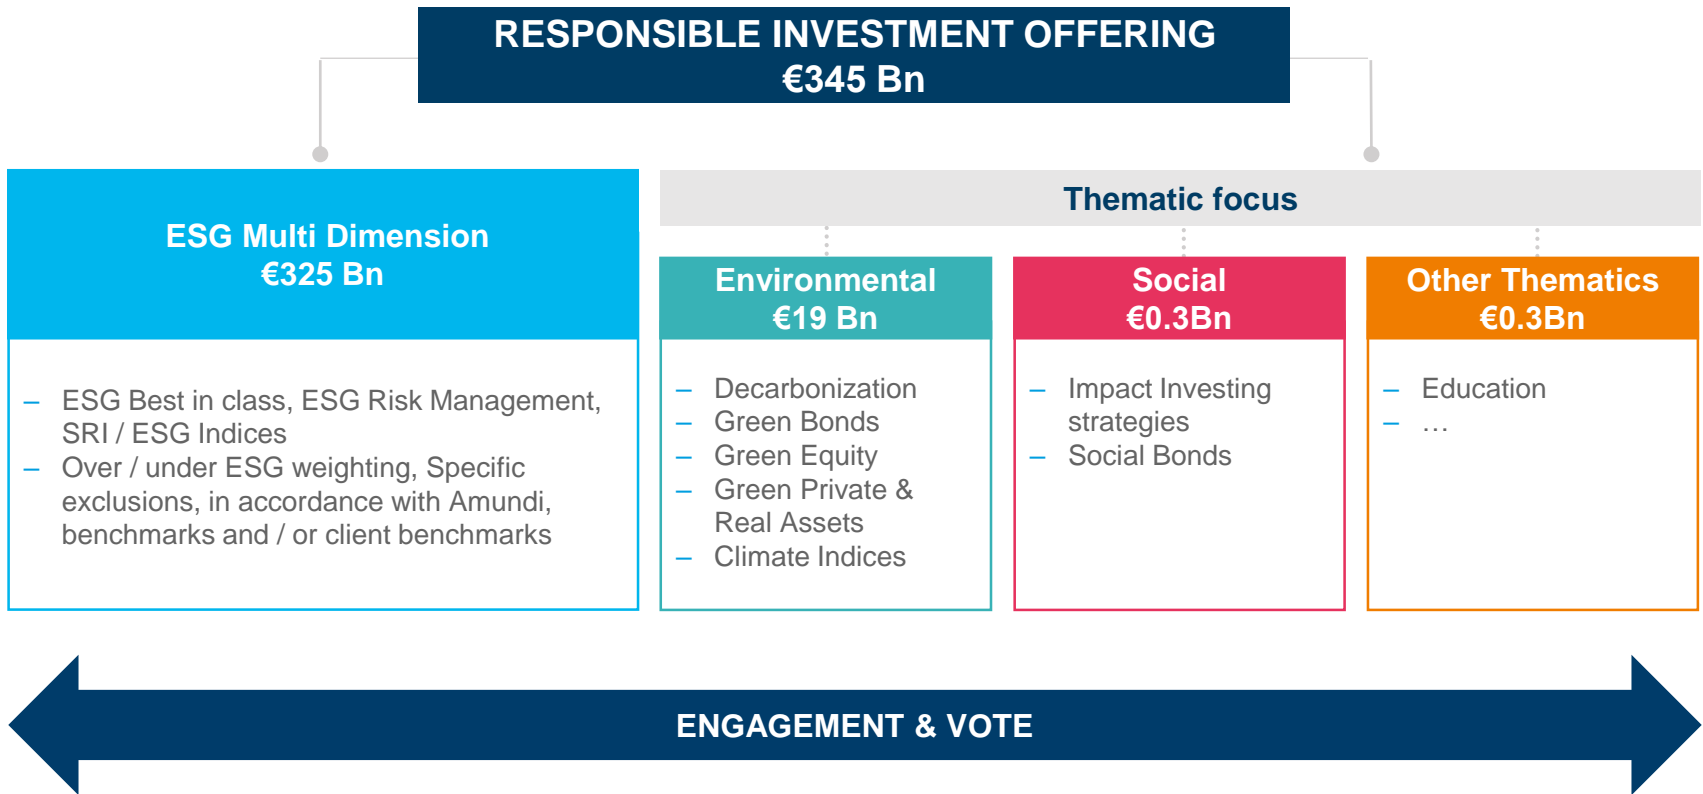 RESPONSIBLE INVESTMENT OFFERING
€345 Bn
ESG Multi Dimension
€325 Bn
– ESG Best in class, ESG Risk Management,
SRI / ESG Indices
– Over / under ESG weighting, Specific
exclusions, in accordance with Amundi,
benchmarks and / or client benchmarks
Thematic focus
Environmental
€19 Bn
– Decarbonization
– Green Bonds
– Green Equity
– Green Private &
Real Assets
– Climate Indices
Social
€0.3Bn
– Impact Investing
strategies
– Social Bonds
Other Thematics
€0.3Bn
– Education
– …
ENGAGEMENT & VOTE